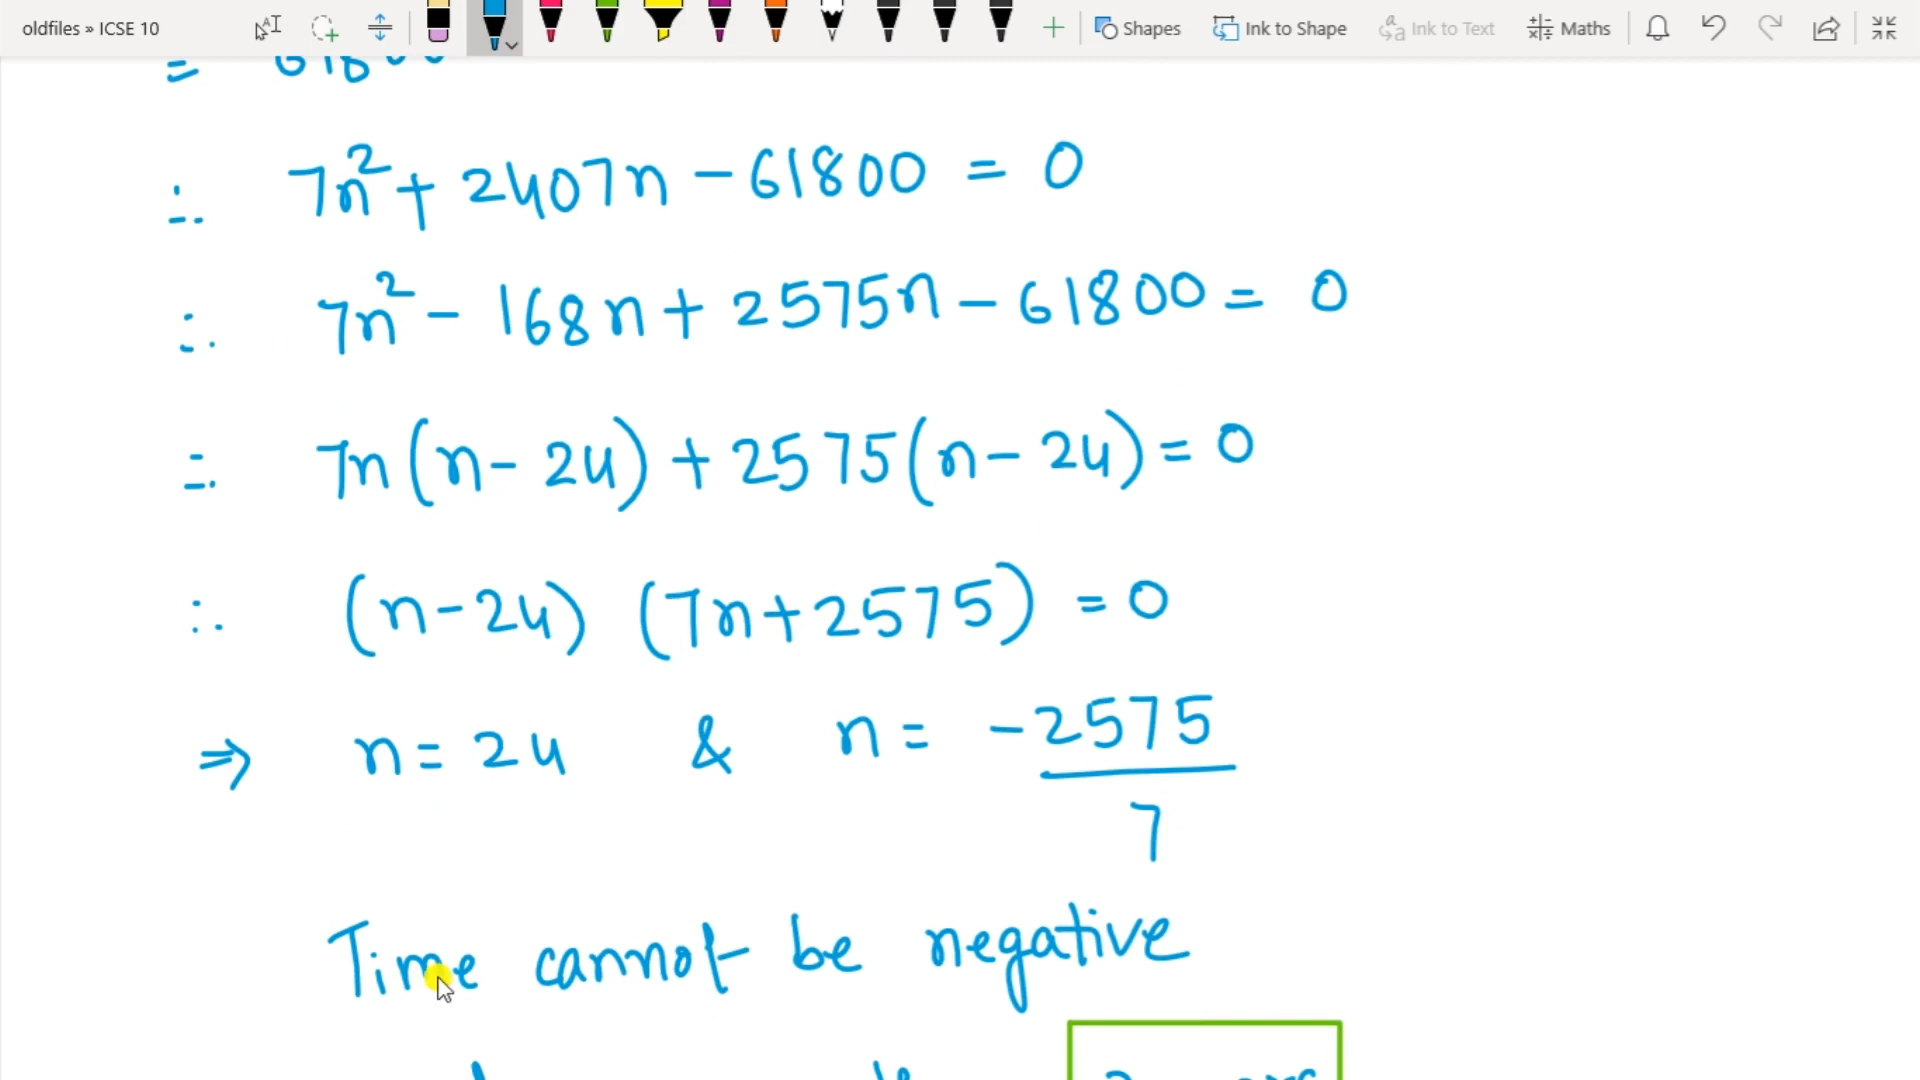 oldfiles » ICSE 10 Shapes Ink to Shape Ink to Text Maths
= 61800
∴ 7n² + 2407n − 61800 = 0
∴ 7n² − 168n + 2575n − 61800 = 0
∴ 7n(n − 24) + 2575(n − 24) = 0
∴ (n − 24) (7n + 2575) = 0
⇒ n = 24 & n = −2575
7
Time cannot be negative